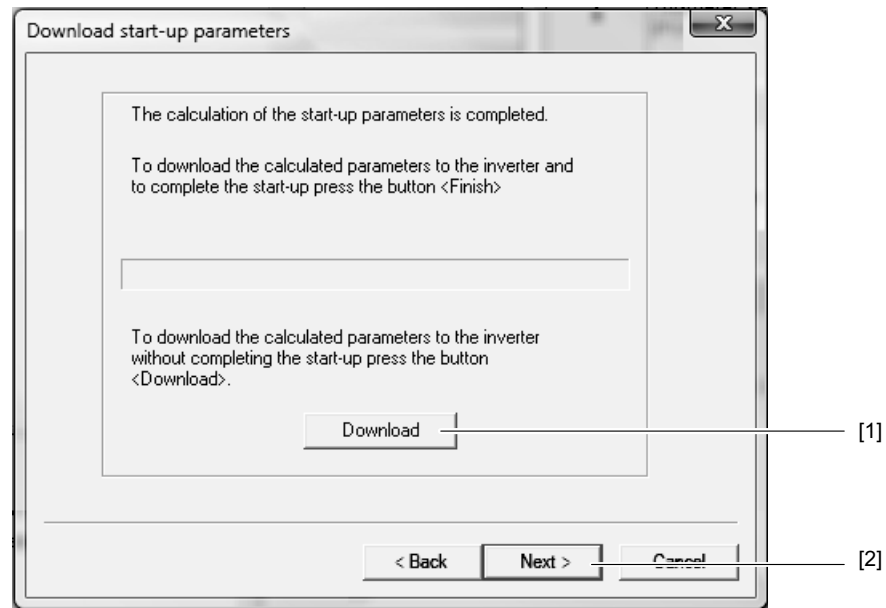 Download start-up parameters
The calculation of the start-up parameters is completed.
To download the calculated parameters to the inverter and
to complete the start-up press the button <Finish>
To download the calculated parameters to the inverter
without completing the start-up press the button
<Download>.
Download
[1]
< Back
Next >
Cancel
[2]